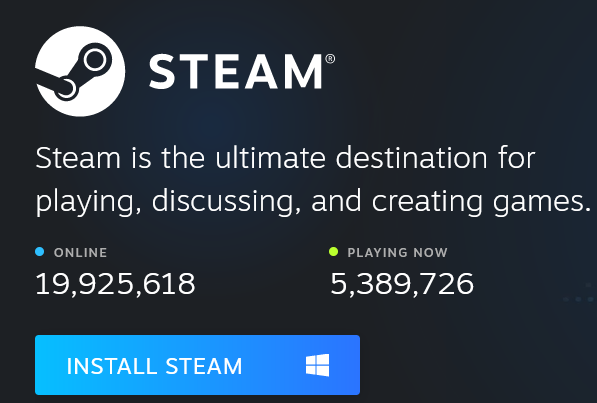 STEAM®
Steam is the ultimate destination for
playing, discussing, and creating games.
ONLINE
19,925,618
PLAYING NOW
5,389,726
INSTALL STEAM